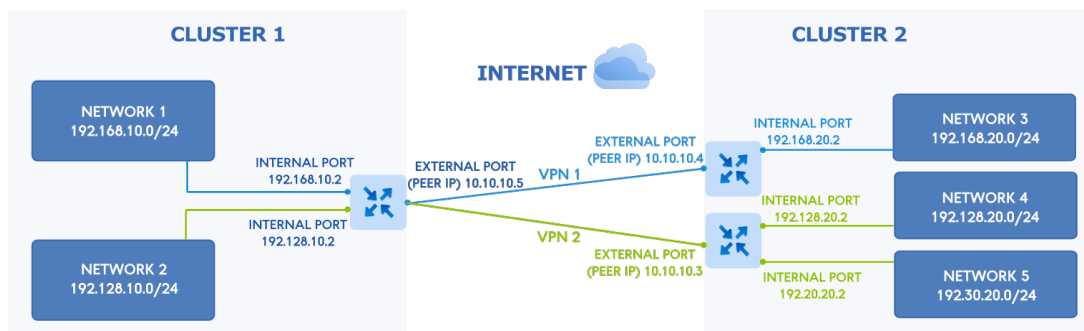 CLUSTER 1
CLUSTER 2
INTERNET
NETWORK 1
192.168.10.0/24
INTERNAL PORT
192.168.10.2
EXTERNAL PORT
(PEER IP) 10.10.10.5
VPN 1
EXTERNAL PORT
(PEER IP) 10.10.10.4
INTERNAL PORT
192.168.20.2
NETWORK 3
192.168.20.0/24
INTERNAL PORT
192.128.10.2
NETWORK 2
192.128.10.0/24
VPN 2
EXTERNAL PORT
(PEER IP) 10.10.10.3
INTERNAL PORT
192.128.20.2
NETWORK 4
192.128.20.0/24
INTERNAL PORT
192.20.20.2
NETWORK 5
192.30.20.0/24